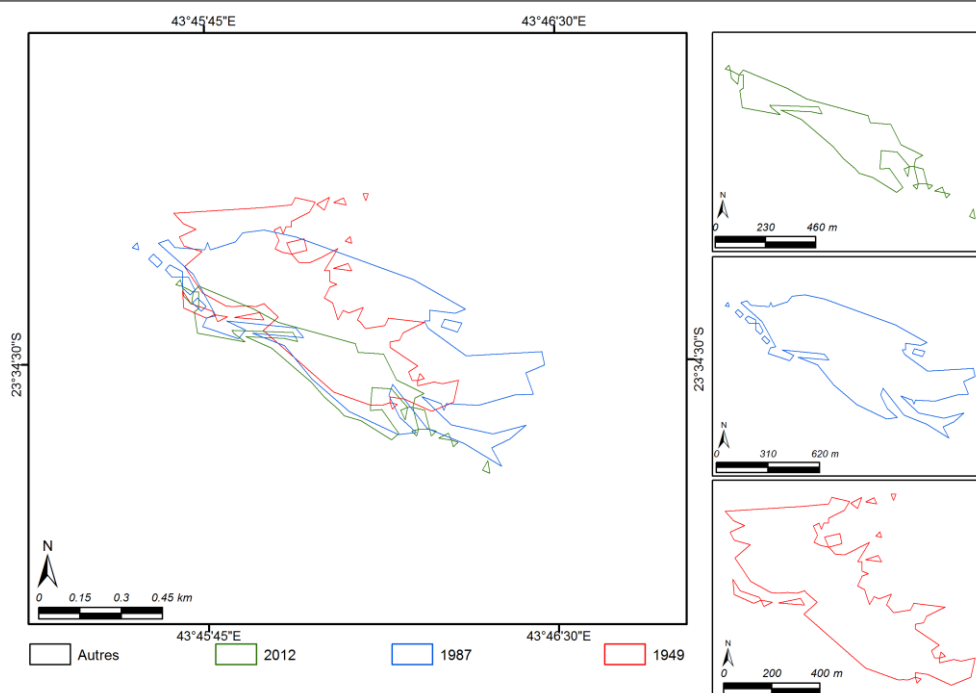 43°45'45"E 43°46'30"E
23°34'30"S
23°34'30"S
N
0 0.15 0.3 0.45 km
43°45'45"E 43°46'30"E
Autres 2012 1987 1949
N
0 230 460 m
N
0 310 620 m
N
0 200 400 m